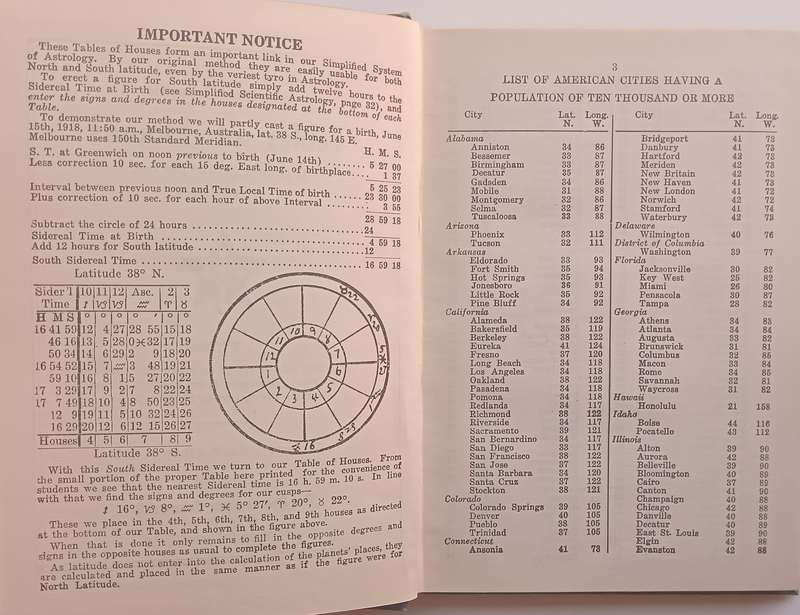 IMPORTANT NOTICE
These Tables of Houses form an important link in our Simplified System
of Astrology. By our original method they are easily usable for both
North and South latitude, even by the veriest tyro in Astrology.
To erect a figure for South latitude simply add twelve hours to the
Sidereal Time at Birth (see Simplified Scientific Astrology, page 32), and
enter the signs and degrees in the houses designated at the bottom of each
Table.
To demonstrate our method we will partly cast a figure for a birth, June
15th, 1918, 11:50 a.m., Melbourne, Australia, lat. 38 S., long. 145 E.
Melbourne uses 150th Standard Meridian.
H. M. S.
S. T. at Greenwich on noon previous to birth (June 14th) ........ 5 27 00
Less correction 10 sec. for each 15 deg. East long. of birthplace.... 1 37
5 25 23
Interval between previous noon and True Local Time of birth ...... 23 30 00
Plus correction of 10 sec. for each hour of above Interval ......... 3 55
28 59 18
Subtract the circle of 24 hours ..................................24
Sidereal Time at Birth .................................. 4 59 18
Add 12 hours for South latitude ..................................12
South Sidereal Time .................................. 16 59 18
Latitude 38° N.
Sider'l |10|11|12| Asc. | 2 | 3
Time | ♐ | ♑ | ♑ | ♒ | ♈ | ♉
H M S | ° | ° | ° | ° ′ | ° | °
16 41 59 |12| 4|27|28 55|15|18
46 16|13| 5|28|0♓32|17|19
50 34|14| 6|29|2 9|18|20
16 54 52|15| 7|♒|3 48|19|21
59 10|16| 8| 1|5 27|20|22
17 3 29|17| 9| 2|7 8|22|24
17 7 49|18|10| 4|8 50|23|25
12 9|19|11| 5|10 32|24|26
16 29|20|12| 6|12 15|26|27
Houses| 4| 5| 6| 7 | 8| 9
Latitude 38° S.
10 9 8
11 7
12
1 6
2 3 4 5
♐ 16
With this South Sidereal Time we turn to our Table of Houses. From
the small portion of the proper Table here printed for the convenience of
students we see that the nearest Sidereal time is 16 h. 59 m. 10 s. In line
with that we find the signs and degrees for our cusps—
♐ 16°, ♑ 8°, ♒ 1°, ♓ 5° 27′, ♈ 20°, ♉ 22°.
These we place in the 4th, 5th, 6th, 7th, 8th, and 9th houses as directed
at the bottom of our Table, and shown in the figure above.
When that is done it only remains to fill in the opposite degrees and
signs in the opposite houses as usual to complete the figures.
As latitude does not enter into the calculation of the planets' places, they
are calculated and placed in the same manner as if the figure were for
North Latitude.
3
LIST OF AMERICAN CITIES HAVING A
POPULATION OF TEN THOUSAND OR MORE
City Lat. N. Long. W.
Alabama
Anniston 34 86
Bessemer 33 87
Birmingham 33 87
Decatur 35 87
Gadsden 34 86
Mobile 31 88
Montgomery 32 86
Selma 32 87
Tuscaloosa 33 88
Arizona
Phoenix 33 112
Tucson 32 111
Arkansas
Eldorado 33 93
Fort Smith 35 94
Hot Springs 35 93
Jonesboro 36 91
Little Rock 35 92
Pine Bluff 34 92
California
Alameda 38 122
Bakersfield 35 119
Berkeley 38 122
Eureka 41 124
Fresno 37 120
Long Beach 34 118
Los Angeles 34 118
Oakland 38 122
Pasadena 34 118
Pomona 34 118
Redlands 34 117
Richmond 38 122
Riverside 34 117
Sacramento 39 121
San Bernardino 34 117
San Diego 33 117
San Francisco 38 122
San Jose 37 122
Santa Barbara 34 120
Santa Cruz 37 122
Stockton 38 121
Colorado
Colorado Springs 39 105
Denver 40 105
Pueblo 38 105
Trinidad 37 105
Connecticut
Ansonia 41 73
City Lat. N. Long. W.
Bridgeport 41 73
Danbury 41 73
Hartford 42 73
Meriden 42 73
New Britain 42 73
New Haven 41 73
New London 41 72
Norwich 42 72
Stamford 41 74
Waterbury 42 73
Delaware
Wilmington 40 76
District of Columbia
Washington 39 77
Florida
Jacksonville 30 82
Key West 25 82
Miami 26 80
Pensacola 30 87
Tampa 28 82
Georgia
Athens 34 83
Atlanta 34 84
Augusta 33 82
Brunswick 31 81
Columbus 32 85
Macon 33 84
Rome 34 85
Savannah 32 81
Waycross 31 82
Hawaii
Honolulu 21 158
Idaho
Boise 44 116
Pocatello 43 112
Illinois
Alton 39 90
Aurora 42 88
Belleville 39 90
Bloomington 40 89
Cairo 37 89
Canton 41 90
Champaign 40 88
Chicago 42 88
Danville 40 88
Decatur 40 89
East St. Louis 39 90
Elgin 42 88
Evanston 42 88